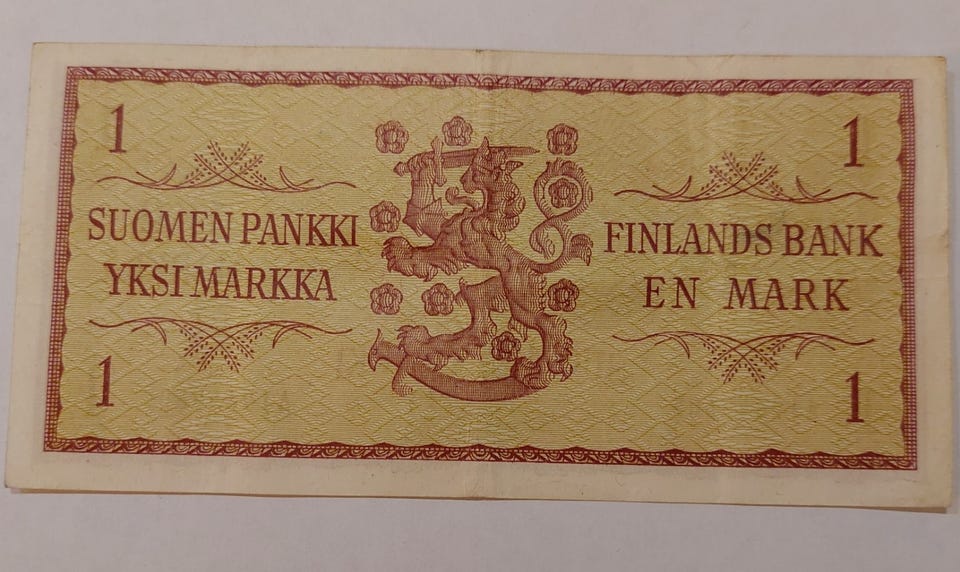 1 1
SUOMEN PANKKI
YKSI MARKKA
FINLANDS BANK
EN MARK
1 1